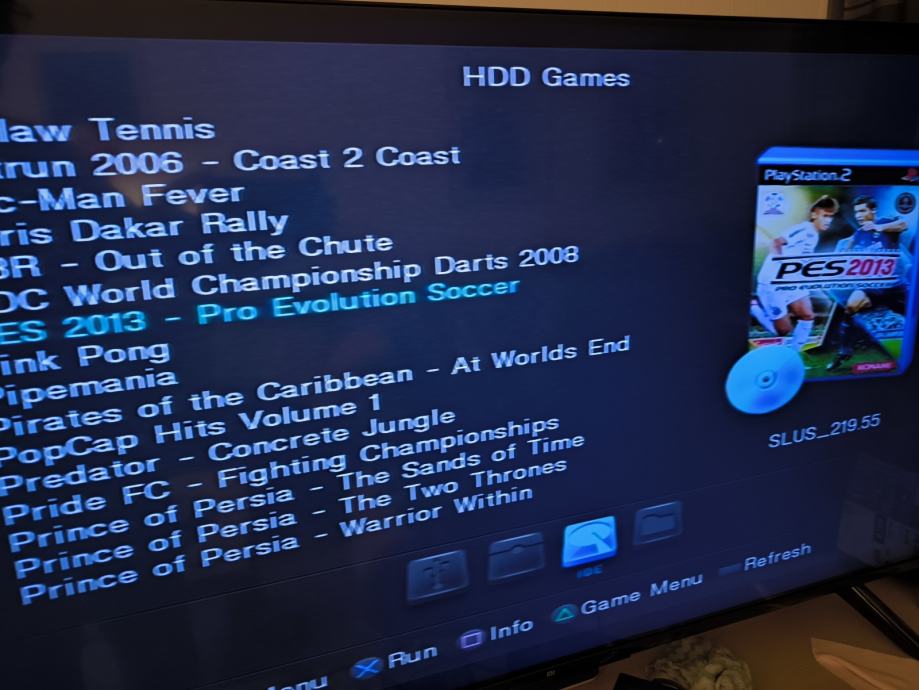 HDD Games
law Tennis
trun 2006 - Coast 2 Coast
c-Man Fever
ris Dakar Rally
BR - Out of the Chute
DC World Championship Darts 2008
ES 2013 - Pro Evolution Soccer
ink Pong
Pipemania
Pirates of the Caribbean - At Worlds End
PopCap Hits Volume 1
Predator - Concrete Jungle
Pride FC - Fighting Championships
Prince of Persia - The Sands of Time
Prince of Persia - The Two Thrones
Prince of Persia - Warrior Within
PlayStation 2
PES2013
PRO EVOLUTION SOCCER
KONAMI
SLUS_219.55
IDE
enu
Run
Info
Game Menu
Refresh